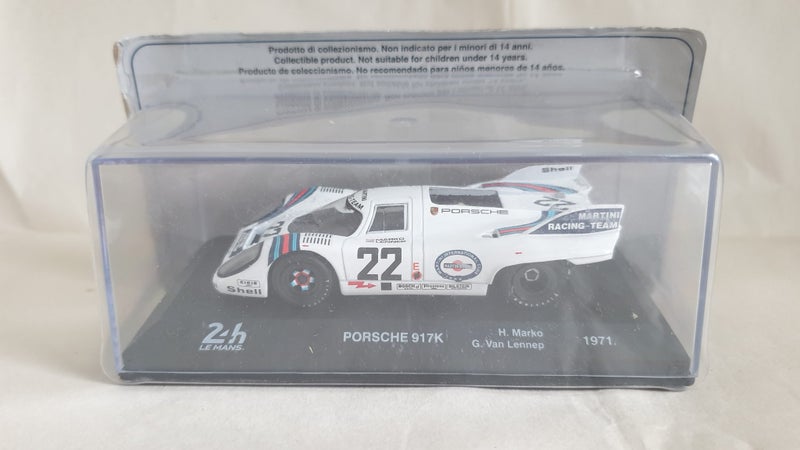 Prodotto di collezionismo. Non indicato per i minori di 14 anni.
Collectible product. Not suitable for children under 14 years.
Producto de coleccionismo. No recomendado para niños menores de 14 años.
Shell
PORSCHE
MARTINI
RACING-TEAM
22
E
Shell
24h
LE MANS.
PORSCHE 917K
H. Marko
G. Van Lennep
1971.